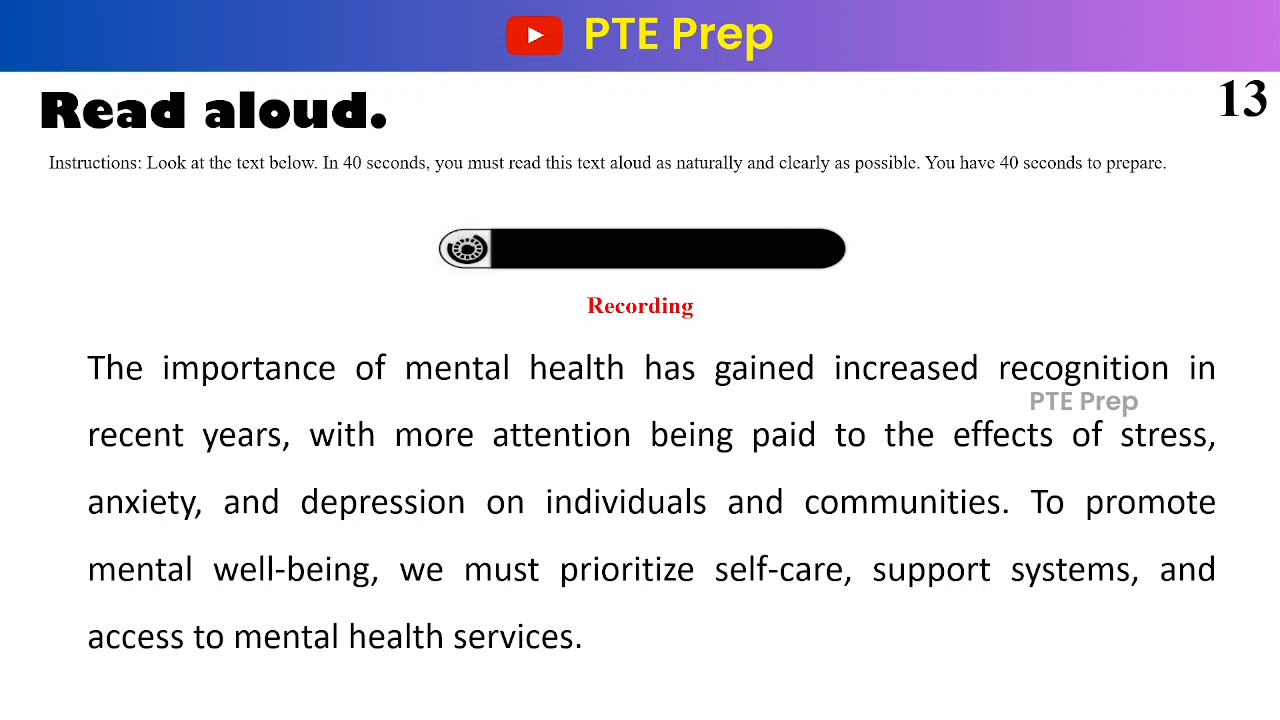 PTE Prep
Read aloud.
13
Instructions: Look at the text below. In 40 seconds, you must read this text aloud as naturally and clearly as possible. You have 40 seconds to prepare.
Recording
The importance of mental health has gained increased recognition in
PTE Prep
recent years, with more attention being paid to the effects of stress,
anxiety, and depression on individuals and communities. To promote
mental well-being, we must prioritize self-care, support systems, and
access to mental health services.